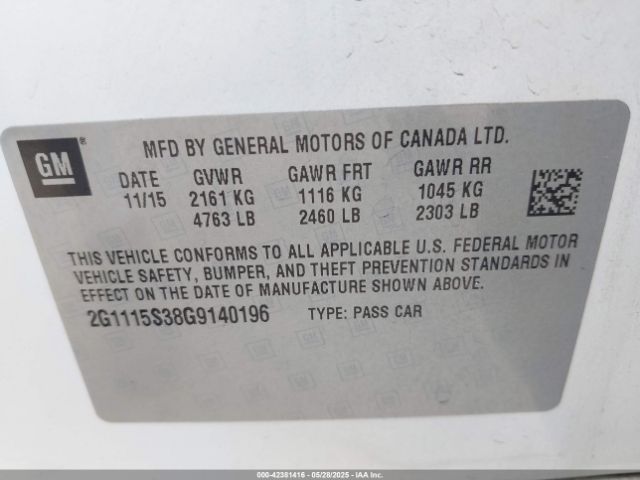 GM®
MFD BY GENERAL MOTORS OF CANADA LTD.
DATE GVWR GAWR FRT GAWR RR
11/15 2161 KG 1116 KG 1045 KG
4763 LB 2460 LB 2303 LB
THIS VEHICLE CONFORMS TO ALL APPLICABLE U.S. FEDERAL MOTOR
VEHICLE SAFETY, BUMPER, AND THEFT PREVENTION STANDARDS IN
EFFECT ON THE DATE OF MANUFACTURE SHOWN ABOVE.
2G1115S38G9140196 TYPE: PASS CAR
000-42381416 - 05/28/2025 - IAA, Inc.